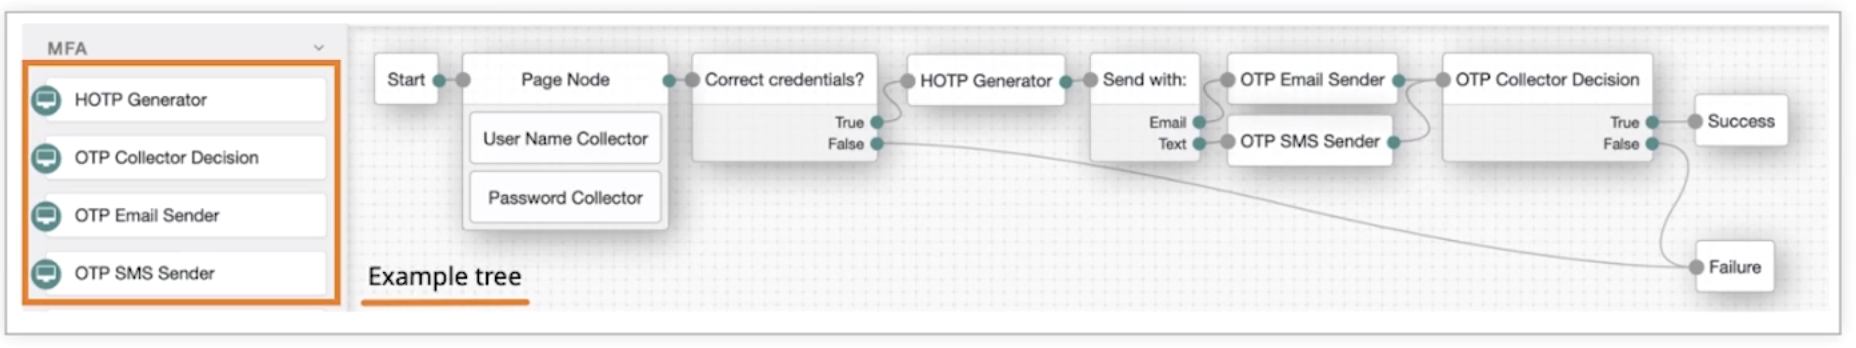 MFA
HOTP Generator
OTP Collector Decision
OTP Email Sender
OTP SMS Sender
Start
Page Node
User Name Collector
Password Collector
Correct credentials?
True
False
HOTP Generator
Send with:
Email
Text
OTP Email Sender
OTP SMS Sender
OTP Collector Decision
True
False
Success
Failure
Example tree